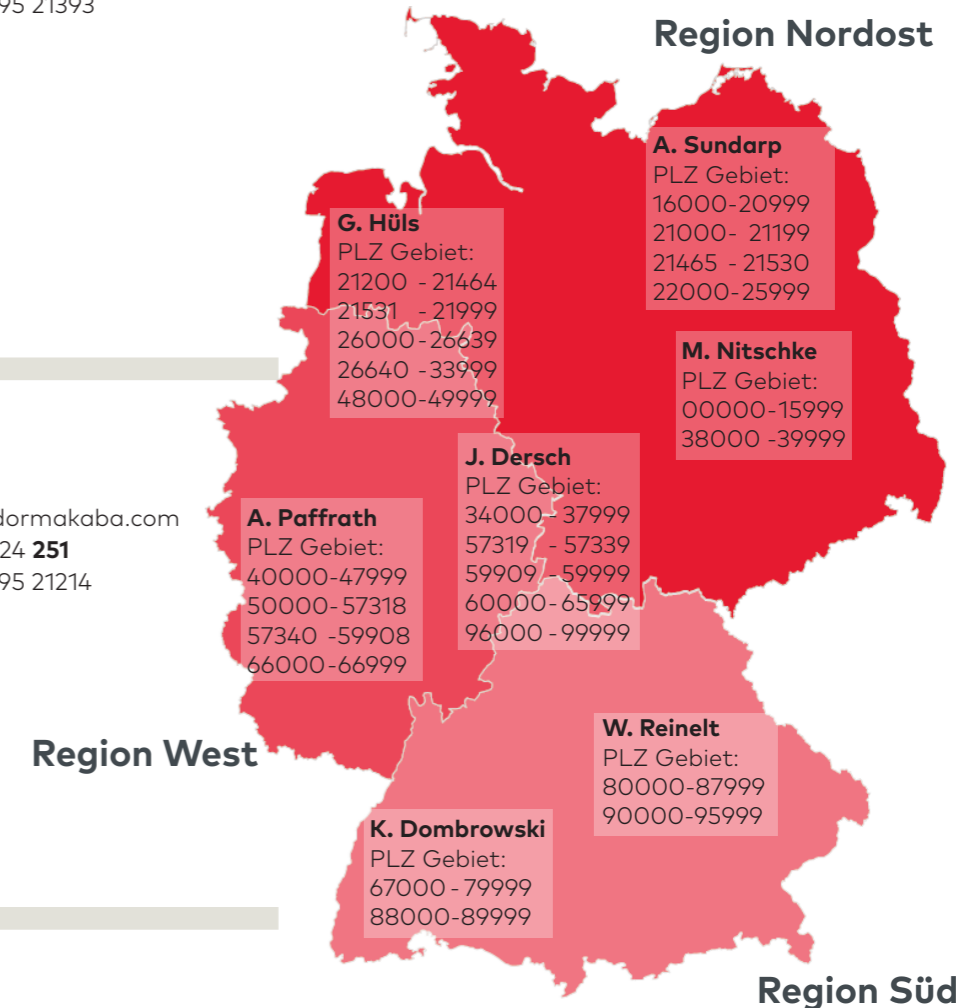 95 21393
Region Nordost
A. Sundarp
PLZ Gebiet:
16000-20999
21000- 21199
21465 - 21530
22000-25999
G. Hüls
PLZ Gebiet:
21200 - 21464
21531 - 21999
26000-26639
26640 -33999
48000-49999
M. Nitschke
PLZ Gebiet:
00000-15999
38000 -39999
J. Dersch
PLZ Gebiet:
34000 - 37999
57319 - 57339
59909 -59999
60000-65999
96000 -99999
dormakaba.com
24 251
95 21214
A. Paffrath
PLZ Gebiet:
40000-47999
50000-57318
57340 -59908
66000-66999
Region West
W. Reinelt
PLZ Gebiet:
80000-87999
90000-95999
K. Dombrowski
PLZ Gebiet:
67000 - 79999
88000-89999
Region Süd